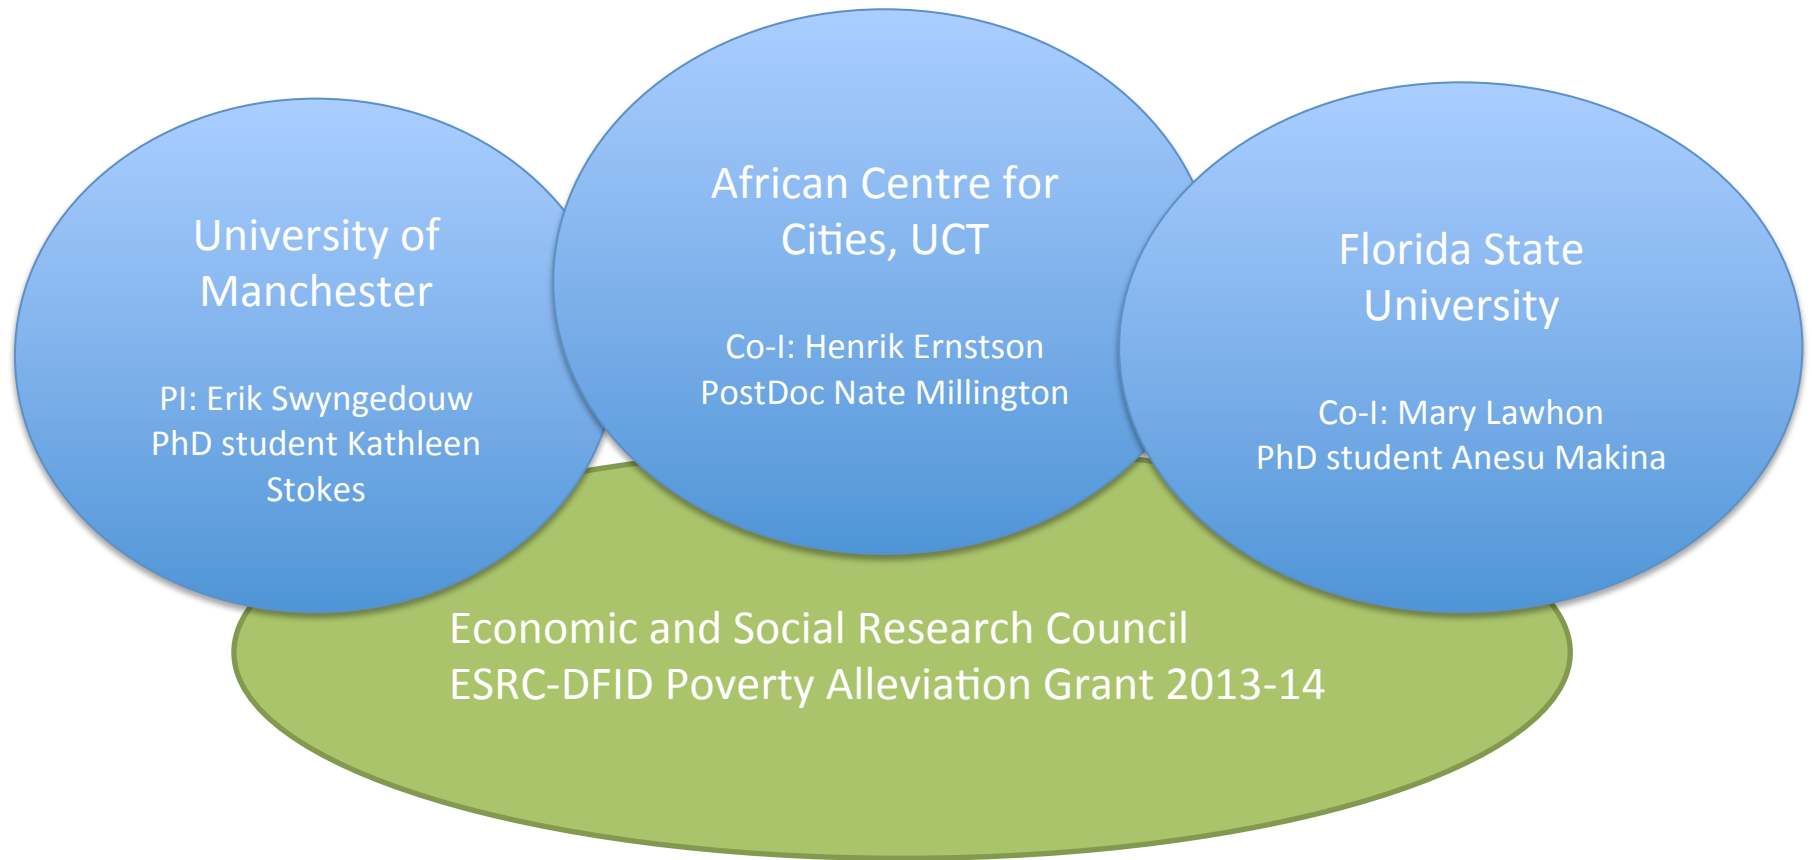 University of
Manchester
PI: Erik Swyngedouw
PhD student Kathleen
Stokes
African Centre for
Cities, UCT
Co-I: Henrik Ernstson
PostDoc Nate Millington
Florida State
University
Co-I: Mary Lawhon
PhD student Anesu Makina
Economic and Social Research Council
ESRC-DFID Poverty Alleviation Grant 2013-14